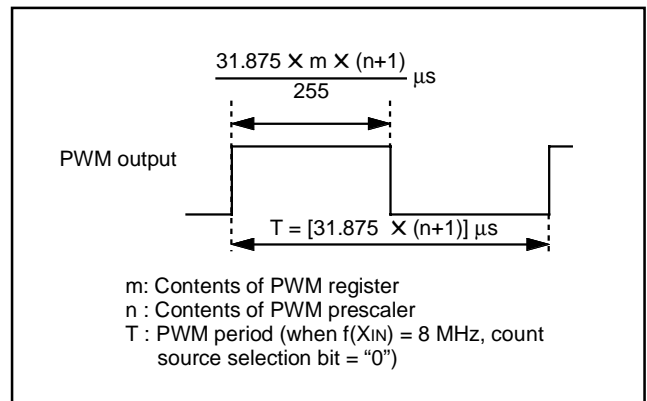 31.875 × m × (n+1)
255
μs
PWM output
T = [31.875 × (n+1)] μs
m: Contents of PWM register
n : Contents of PWM prescaler
T : PWM period (when f(XIN) = 8 MHz, count
source selection bit = “0”)